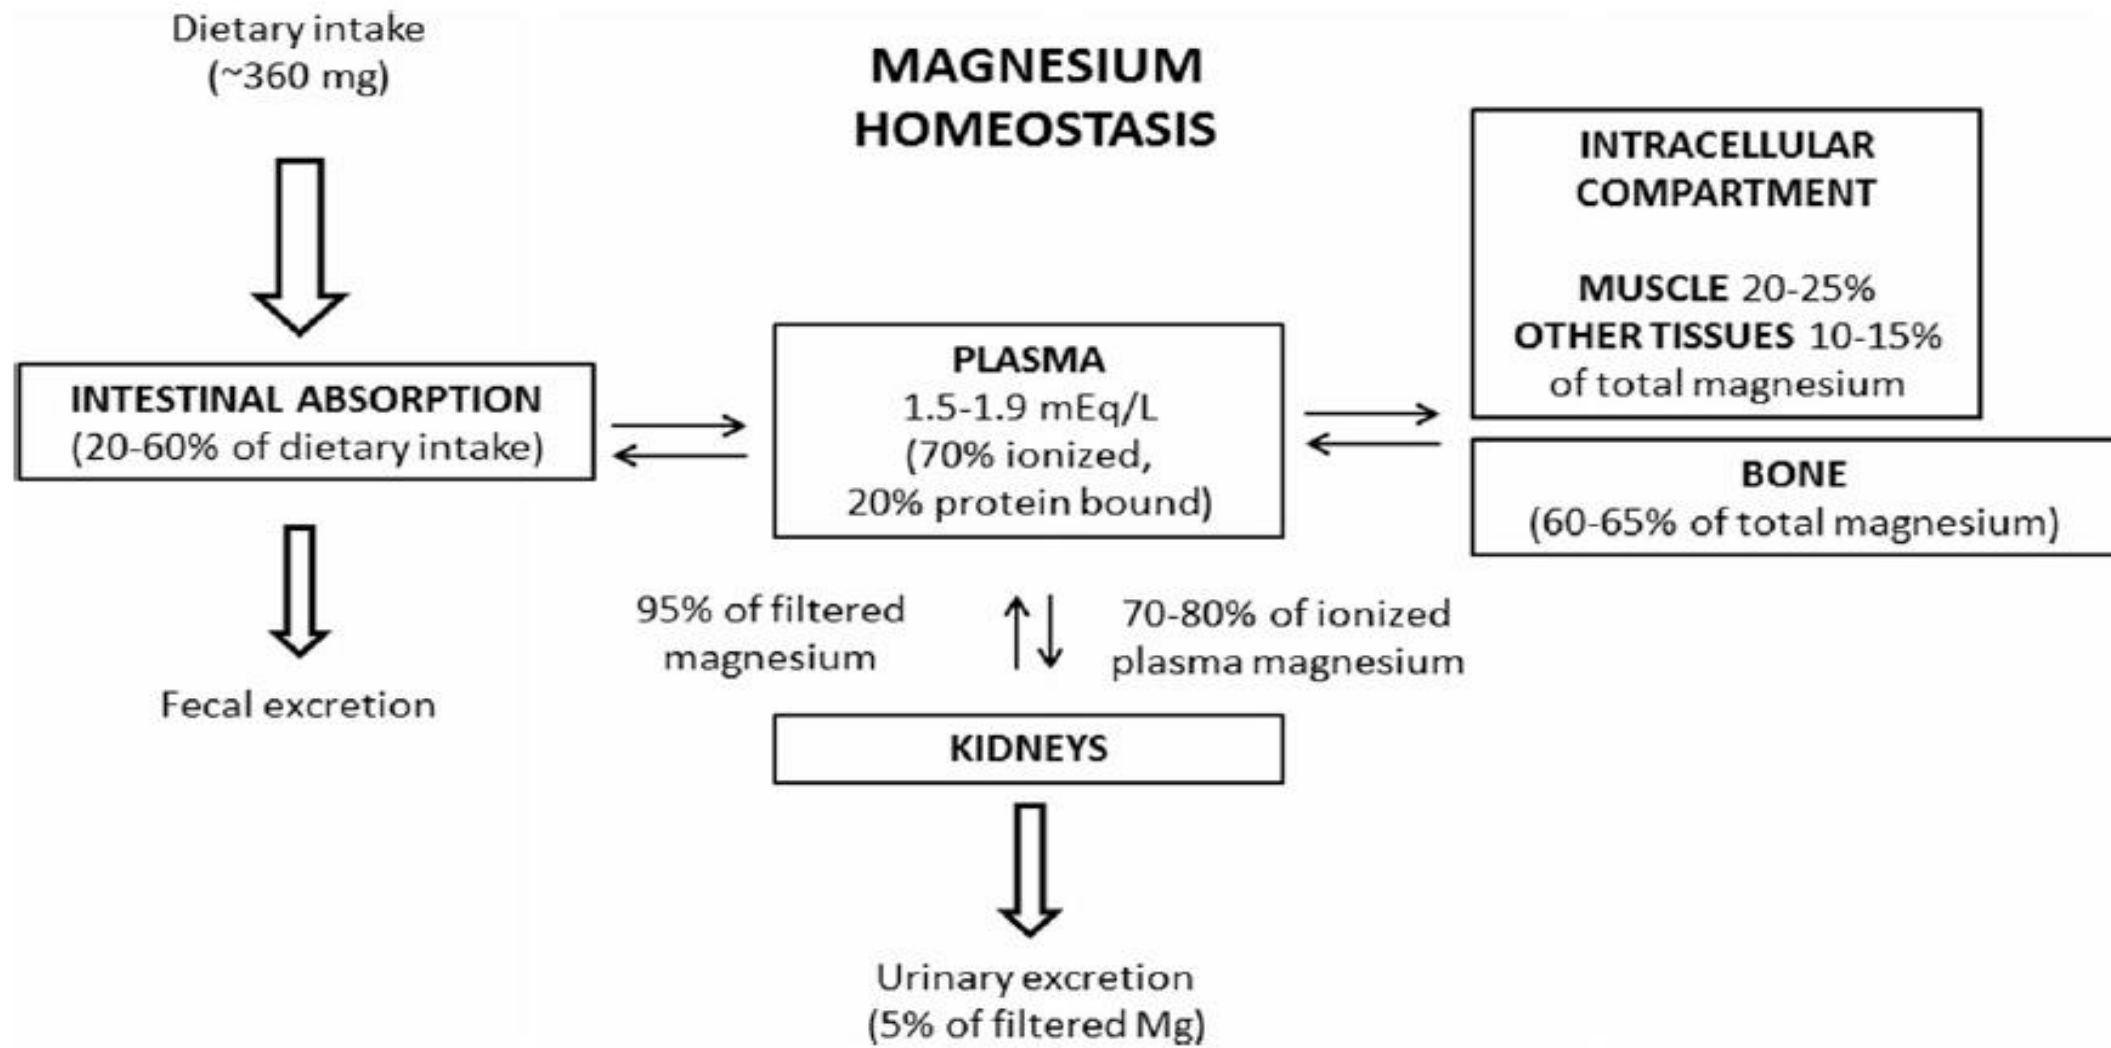 Dietary intake
(~360 mg)
MAGNESIUM
HOMEOSTASIS
INTRACELLULAR
COMPARTMENT
MUSCLE 20-25%
OTHER TISSUES 10-15%
of total magnesium
INTESTINAL ABSORPTION
(20-60% of dietary intake)
PLASMA
1.5-1.9 mEq/L
(70% ionized,
20% protein bound)
BONE
(60-65% of total magnesium)
95% of filtered
magnesium
70-80% of ionized
plasma magnesium
Fecal excretion
KIDNEYS
Urinary excretion
(5% of filtered Mg)